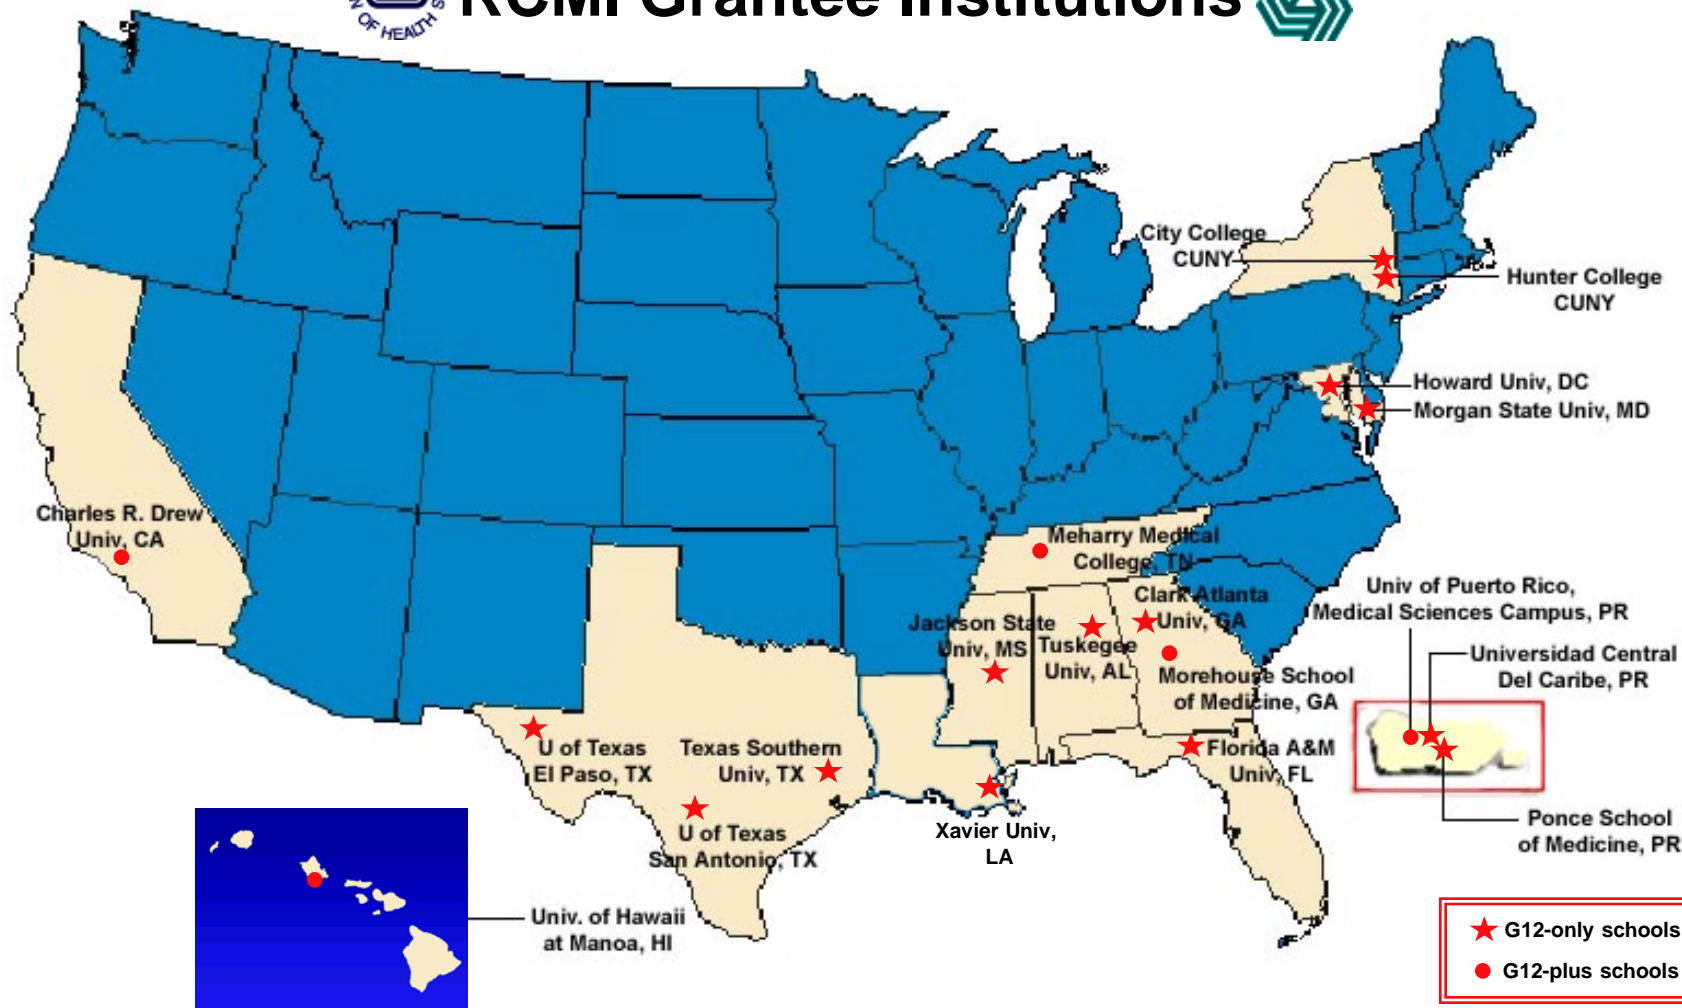 RCMI Grantee Institutions
OF HEALTH
City College
CUNY
Hunter College
CUNY
Howard Univ, DC
Morgan State Univ, MD
Charles R. Drew
Univ, CA
Meharry Medical
College, TN
Clark Atlanta
Univ, GA
Jackson State
Univ, MS
Tuskegee
Univ, AL
Morehouse School
of Medicine, GA
Univ of Puerto Rico,
Medical Sciences Campus, PR
Universidad Central
Del Caribe, PR
U of Texas
El Paso, TX
Texas Southern
Univ, TX
Florida A&M
Univ, FL
U of Texas
San Antonio, TX
Xavier Univ,
LA
Ponce School
of Medicine, PR
Univ. of Hawaii
at Manoa, HI
G12-only schools
G12-plus schools